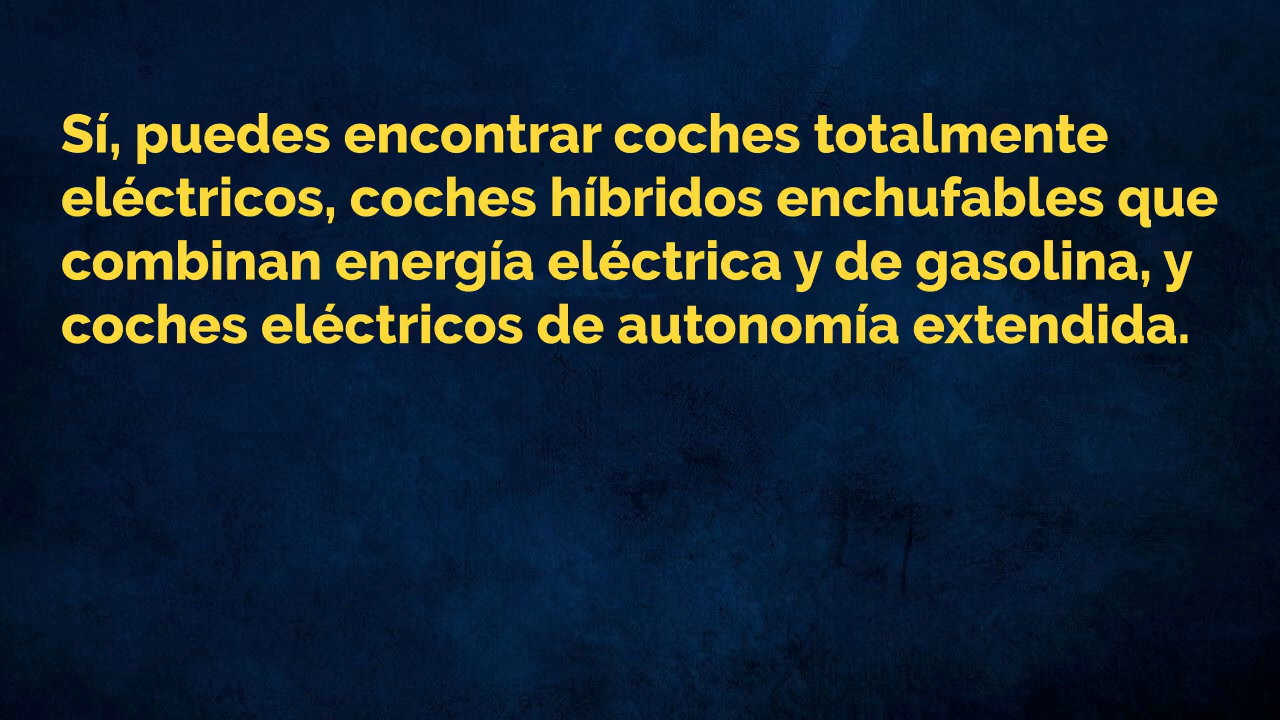 Sí, puedes encontrar coches totalmente
eléctricos, coches híbridos enchufables que
combinan energía eléctrica y de gasolina, y
coches eléctricos de autonomía extendida.